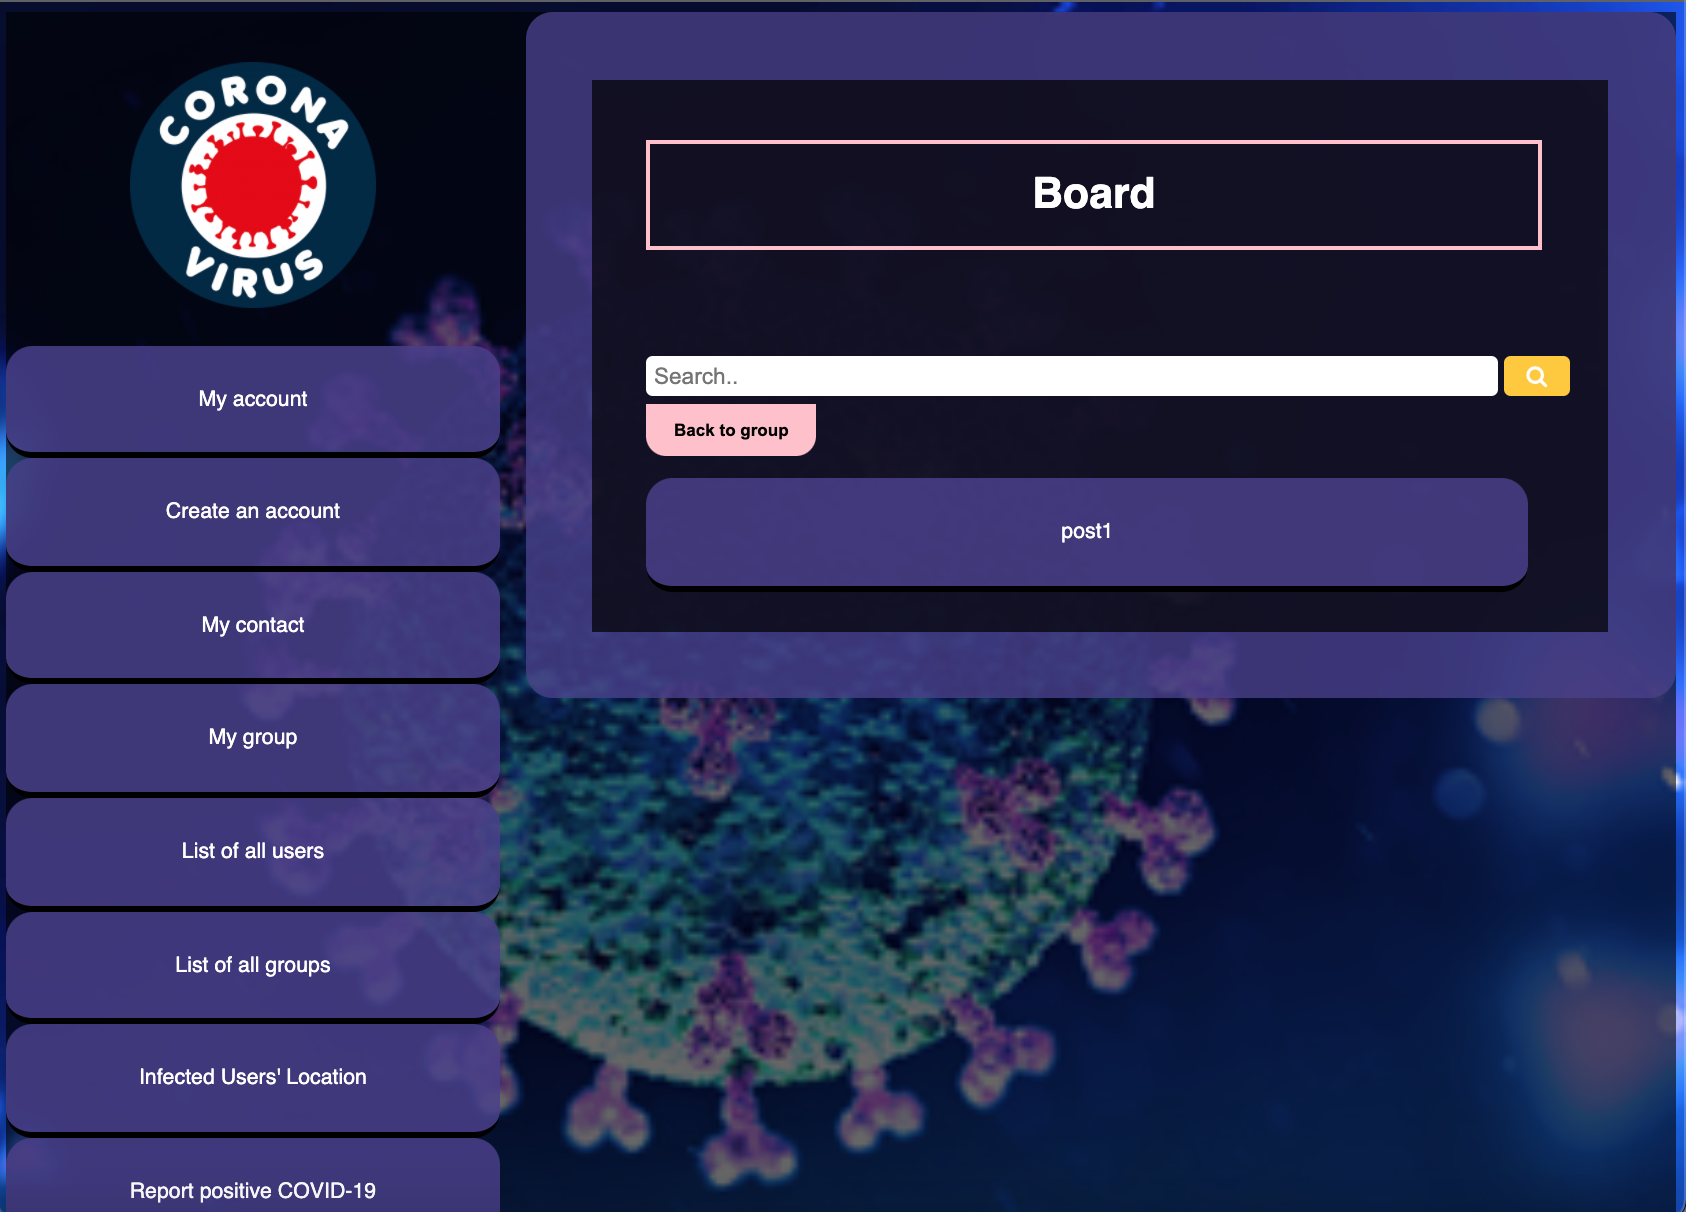 CORONA
VIRUS
My account
Create an account
My contact
My group
List of all users
List of all groups
Infected Users' Location
Report positive COVID-19
Board
Search..
Back to group
post1